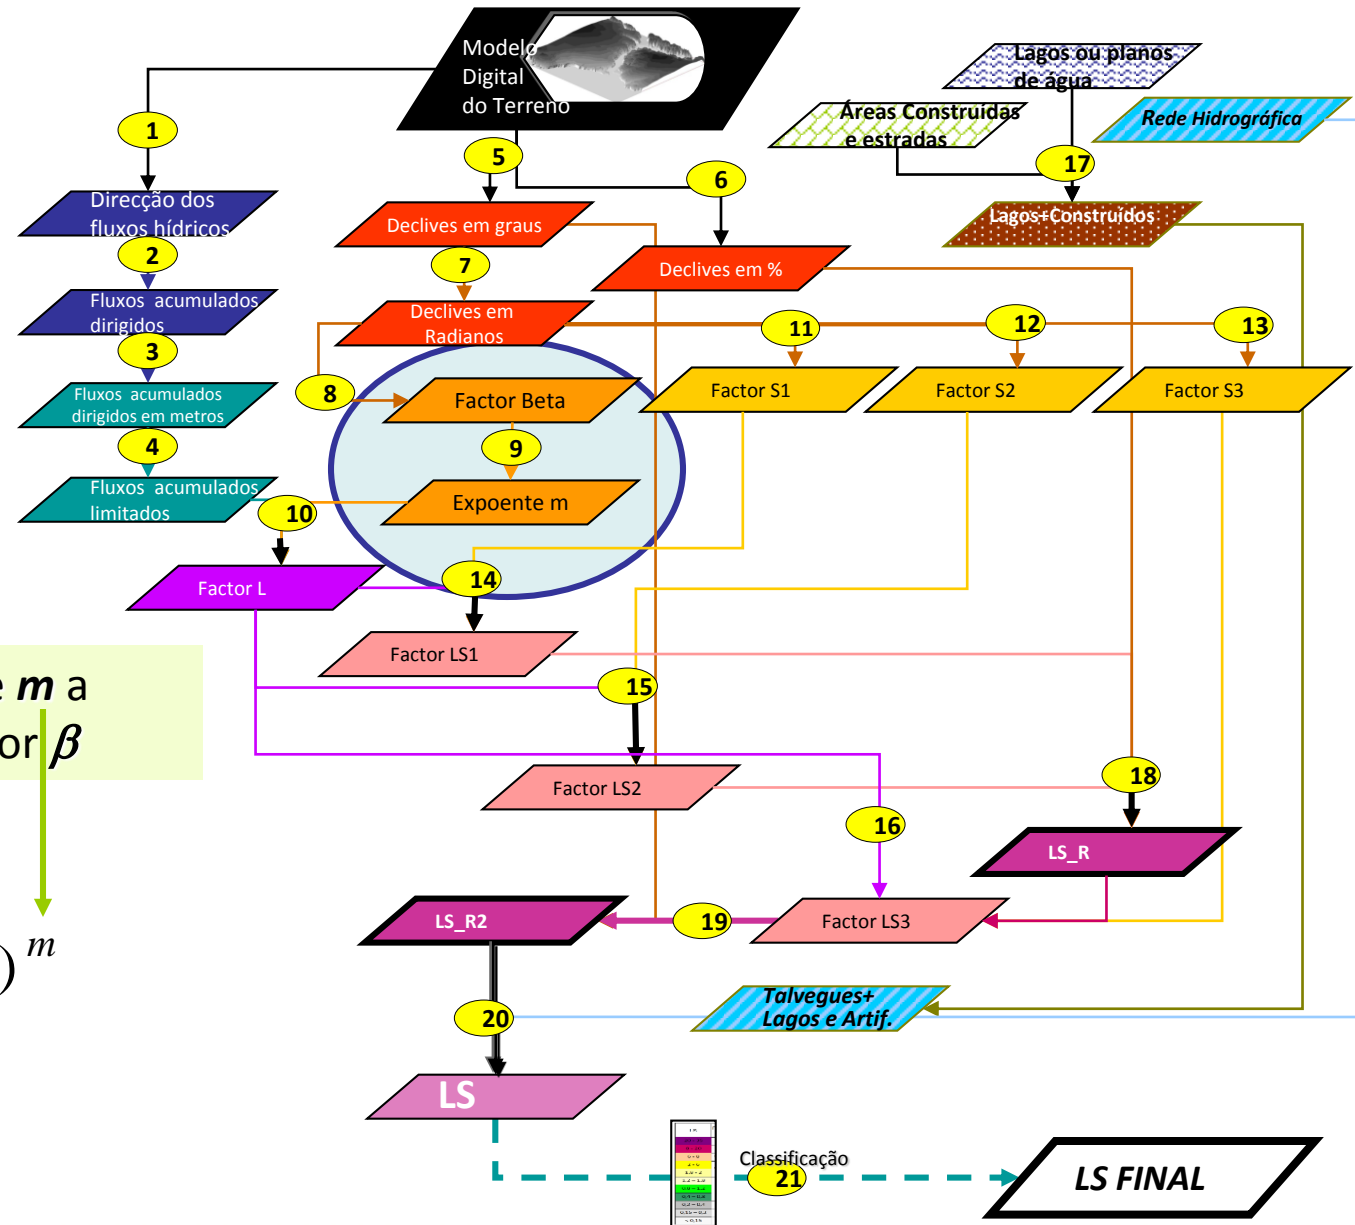 Modelo
Digital
do Terreno
Lagos ou planos
de água
Áreas Construidas
e estradas
Rede Hidrográfica
1
5
6
17
Direcção dos
fluxos hídricos
Declives em graus
Lagos+Construídos
2
7
Declives em %
Fluxos acumulados
dirigidos
Declives em
Radianos
11
12
13
3
8
Fluxos acumulados
dirigidos em metros
Factor Beta
Factor S1
Factor S2
Factor S3
4
9
Fluxos acumulados
limitados
10
Expoente m
Factor L
14
Factor LS1
e m a
or β
15
Factor LS2
18
16
LS_R
LS_R2
19
Factor LS3
) m
20
Talvegues+
Lagos e Artif.
LS
Classificação
21
LS FINAL